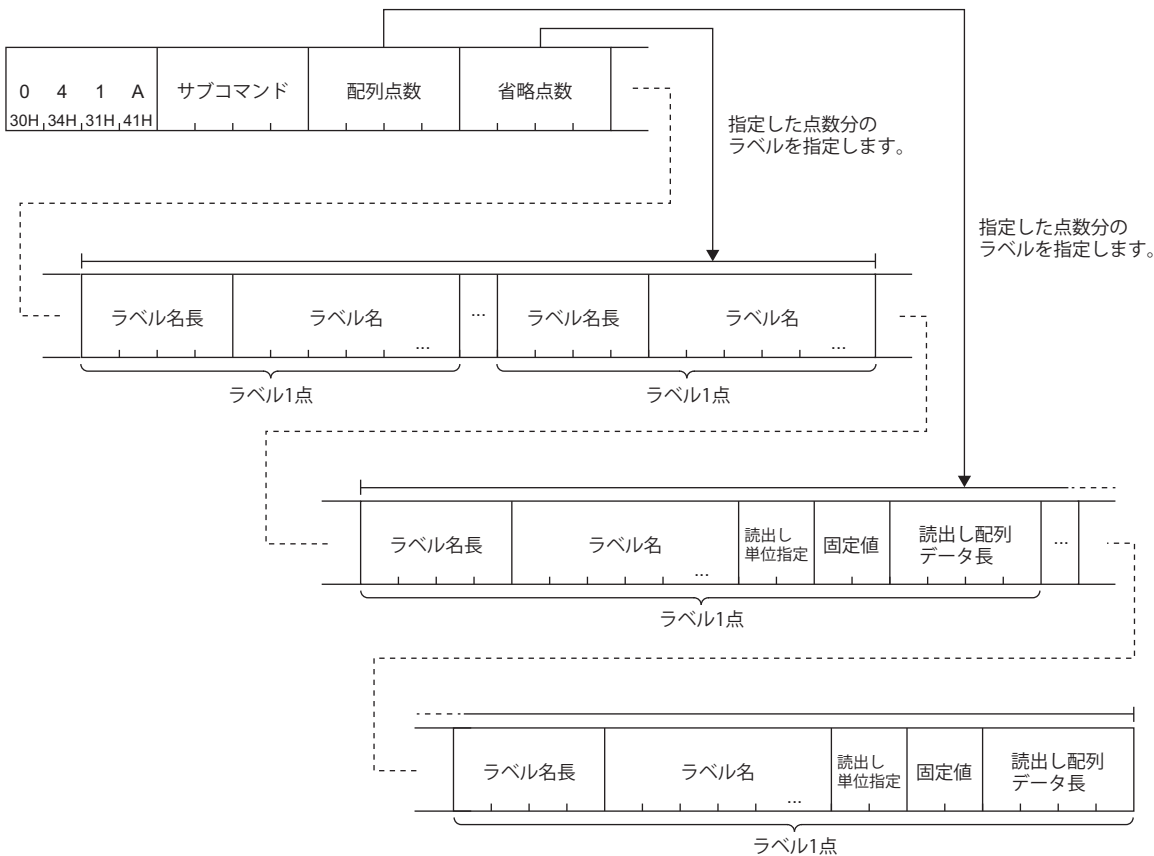 0 4 1 A サブコマンド 配列点数 省略点数
30H 34H 31H 41H
指定した点数分の
ラベルを指定します。
指定した点数分の
ラベルを指定します。
ラベル名長 ラベル名 ... ラベル名長 ラベル名
... ...
ラベル1点 ラベル1点
ラベル名長 ラベル名 読出し 固定値 読出し配列 ...
単位指定 データ長
...
ラベル1点
ラベル名長 ラベル名 読出し 固定値 読出し配列
単位指定 データ長
...
ラベル1点